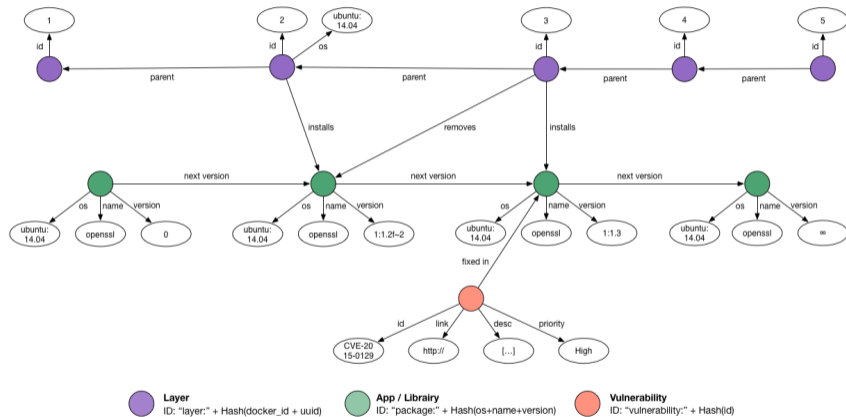 1
2
ubuntu:
14.04
3
4
5
id
id
os
id
id
id
parent
parent
parent
parent
installs
removes
installs
next version
next version
next version
os
name
version
os
name
version
os
name
version
os
name
version
ubuntu:
14.04
openssl
0
ubuntu:
14.04
openssl
1:1.2f~2
ubuntu:
14.04
openssl
1:1.3
ubuntu:
14.04
openssl
∞
fixed in
id
link
desc
priority
CVE-20
15-0129
http://
[...]
High
Layer
ID: "layer:" + Hash(docker_id + uuid)
App / Librairy
ID: "package:" + Hash(os+name+version)
Vulnerability
ID: "vulnerability:" + Hash(id)